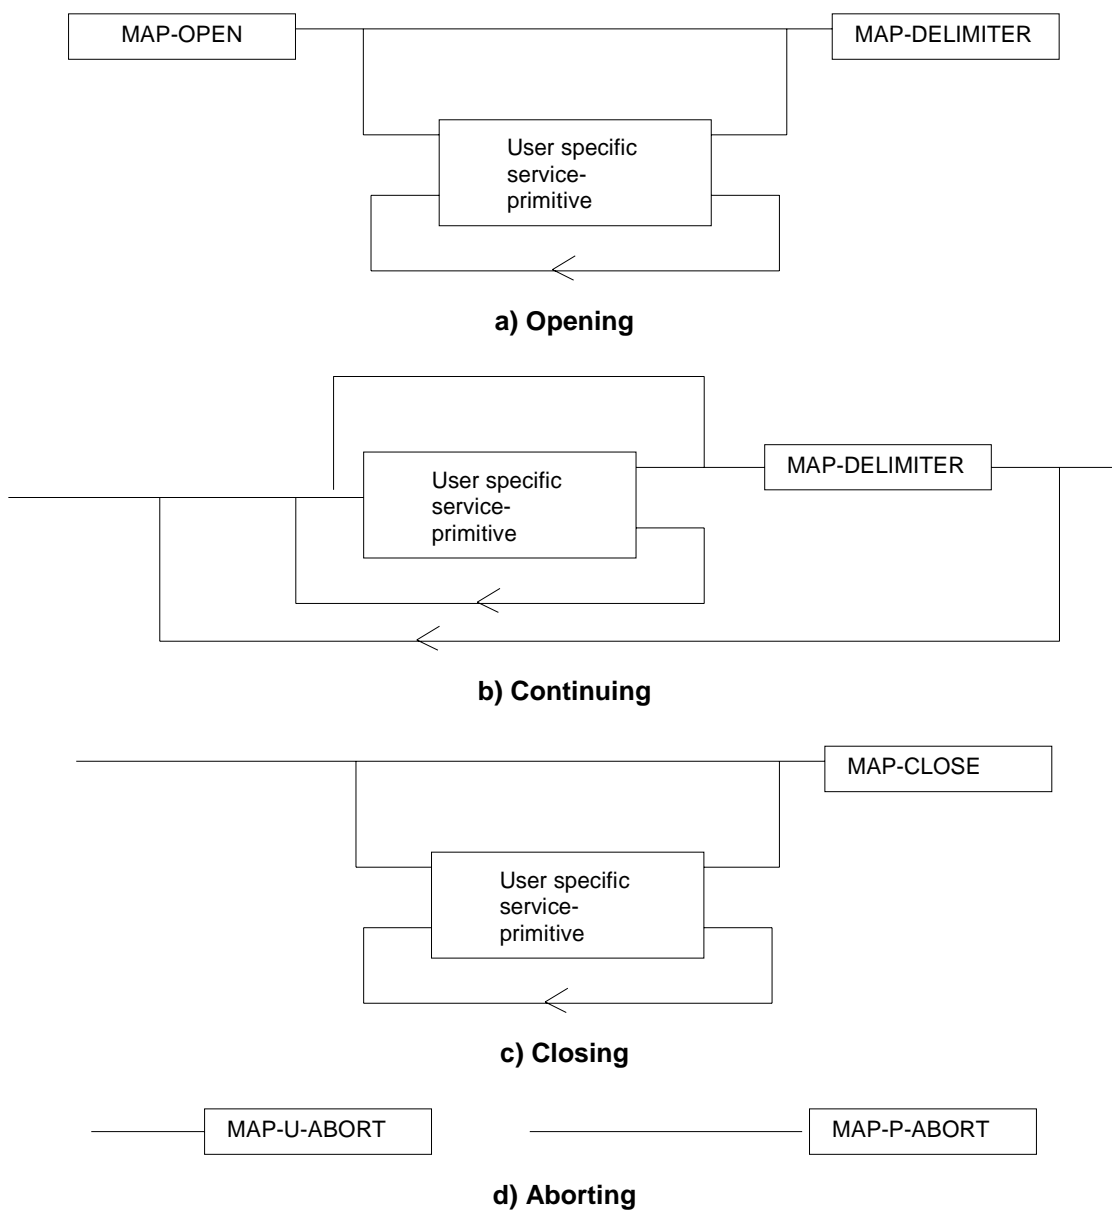 MAP-OPEN
MAP-DELIMITER
User specific
service-
primitive
a) Opening
User specific
service-
primitive
MAP-DELIMITER
b) Continuing
MAP-CLOSE
User specific
service-
primitive
c) Closing
MAP-U-ABORT
MAP-P-ABORT
d) Aborting